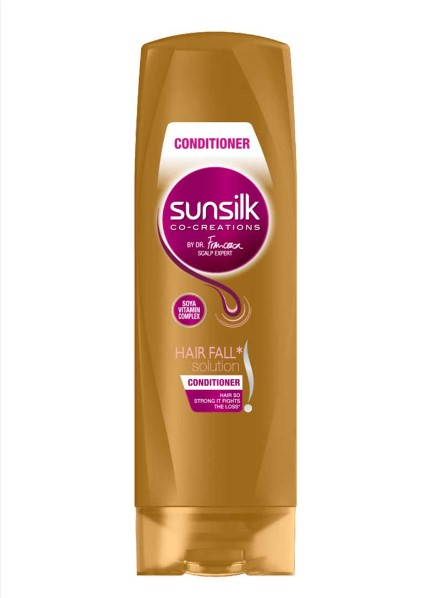 CONDITIONER
sunsilk
CO-CREATIONS
BY DR. Francesca
SCALP EXPERT
SOYA
VITAMIN
COMPLEX
HAIR FALL*
solution
CONDITIONER
HAIR SO
STRONG IT FIGHTS
THE LOSS*